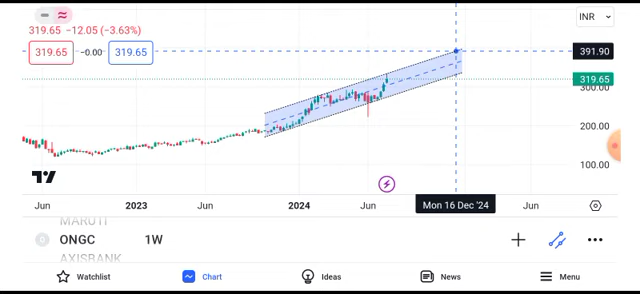 INR
319.65 −12.05 (−3.63%)
319.65 −0.00 319.65
391.90
319.65
300.00
200.00
100.00
Jun 2023 Jun 2024 Jun Mon 16 Dec '24 Jun
MARUTI
ONGC 1W
AXISBANK
Watchlist Chart Ideas News Menu